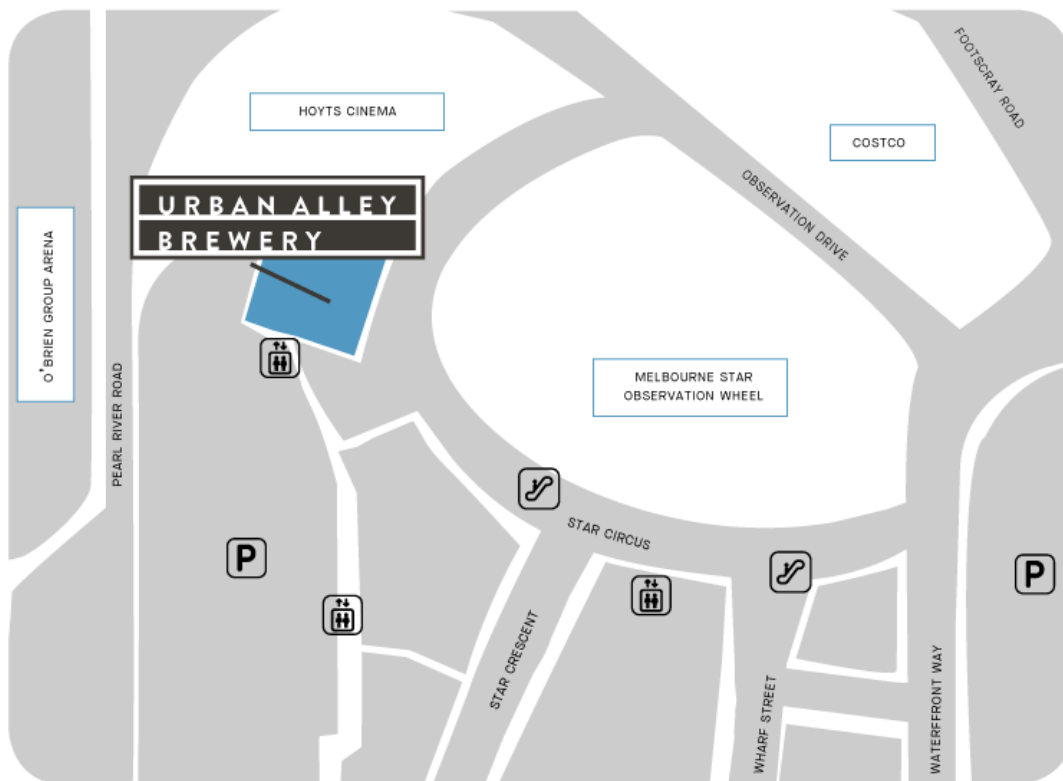 FOOTSCRAY ROAD
HOYTS CINEMA
COSTCO
OBSERVATION DRIVE
URBAN ALLEY
BREWERY
O'BRIEN GROUP ARENA
MELBOURNE STAR
OBSERVATION WHEEL
PEARL RIVER ROAD
STAR CIRCUS
P
P
STAR CRESCENT
WHARF STREET
WATERFFRONT WAY